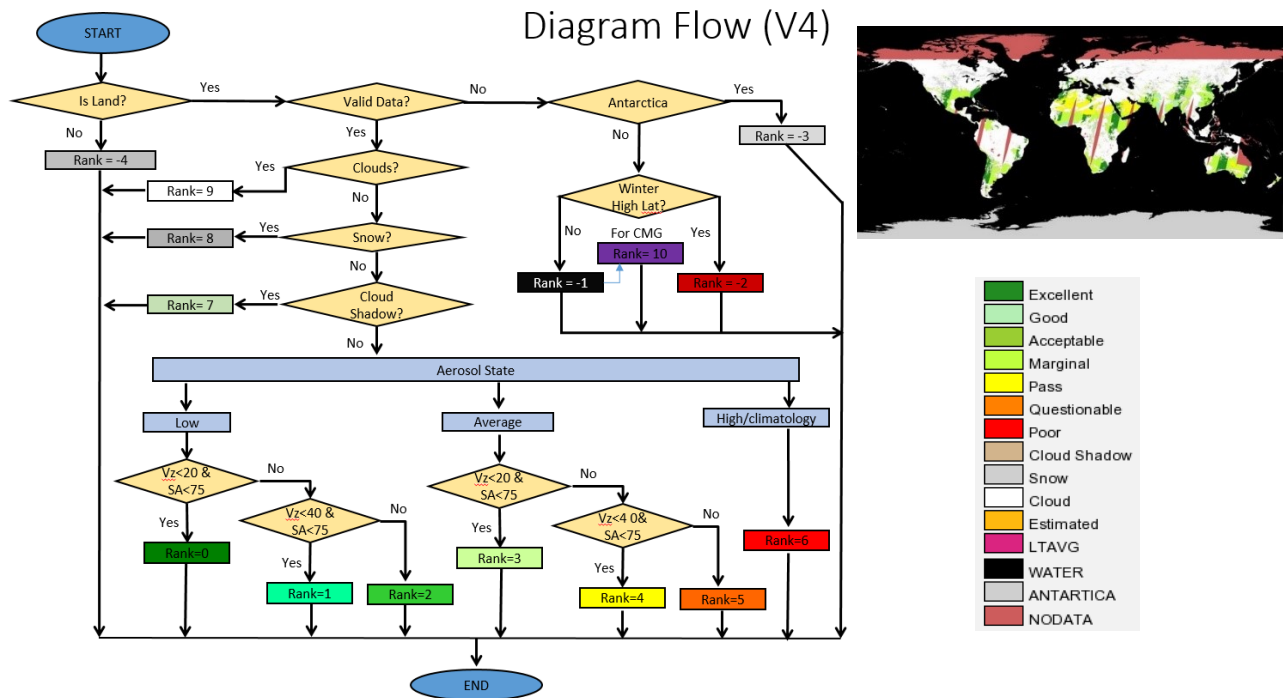 Diagram Flow (V4)
START
Is Land?
Yes
Valid Data?
No
Antarctica
Yes
No
Yes
No
Rank = -3
Rank = -4
Yes
Clouds?
Rank= 9
No
Winter
High Lat?
No
For CMG
Yes
Rank= 10
Snow?
Yes
Rank= 8
No
Rank = -1
Rank = -2
Cloud
Shadow?
Yes
Rank= 7
No
Aerosol State
Low
Average
High/climatology
Vz<20 &
SA<75
No
Vz<20 &
SA<75
No
Vz<40 &
SA<75
No
Vz<4 0&
SA<75
No
Yes
Yes
Rank=0
Yes
Rank=3
Yes
Rank=6
Rank=1
Rank=2
Rank=4
Rank=5
END
Excellent
Good
Acceptable
Marginal
Pass
Questionable
Poor
Cloud Shadow
Snow
Cloud
Estimated
LTAVG
WATER
ANTARTICA
NODATA